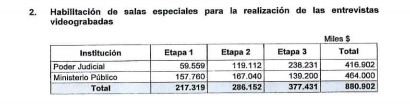 2. Habilitación de salas especiales para la realización de las entrevistas
videograbadas
Miles $
Institución Etapa 1 Etapa 2 Etapa 3 Total
Poder Judicial 59.559 119.112 238.231 416.902
Ministerio Público 157.760 167.040 139.200 464.000
Total 217.319 286.152 377.431 880.902